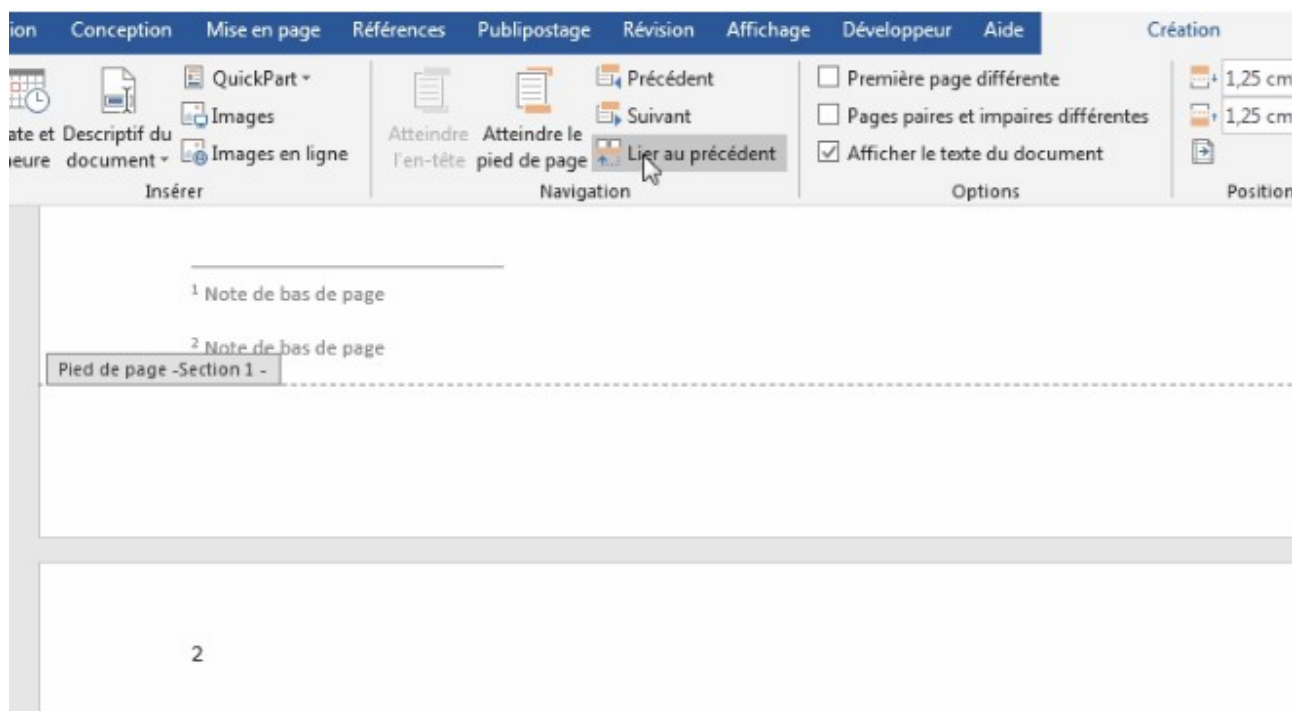 ion Conception Mise en page Références Publipostage Révision Affichage Développeur Aide Création
QuickPart Précédent Première page différente 1,25 cm
Images Suivant Pages paires et impaires différentes 1,25 cm
ate et Descriptif du Atteindre Atteindre le
eure document Images en ligne l'en-tête pied de page Lier au précédent Afficher le texte du document
Insérer Navigation Options Position
1 Note de bas de page
2 Note de bas de page
Pied de page -Section 1 -
2